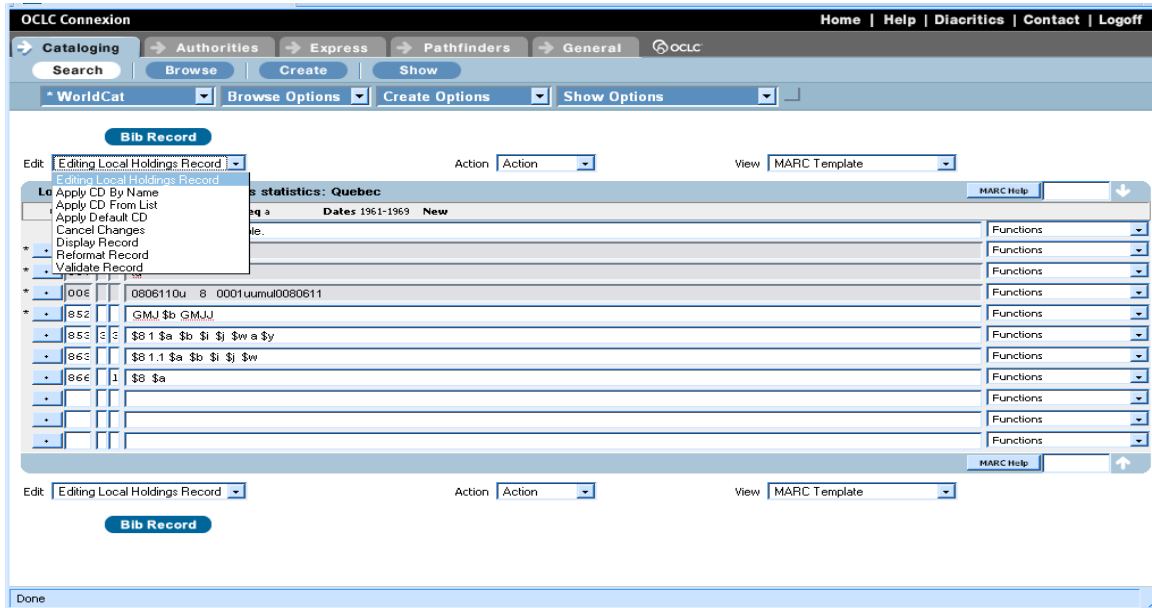 OCLC Connexion Home | Help | Diacritics | Contact | Logoff
Cataloging Authorities Express Pathfinders General OCLC
Search Browse Create Show
* WorldCat Browse Options Create Options Show Options
Bib Record
Edit Editing Local Holdings Record Action Action View MARC Template
Editing Local Holdings Record
Apply CD By Name
Apply CD From List
Apply Default CD
Cancel Changes
Display Record
Reformat Record
Validate Record
Lo s statistics: Quebec MARC Help
eq a Dates 1961-1969 New
le. Functions
* Functions
* Functions
* 008 0806110u 8 0001uumul0080611 Functions
* 852 GMJ $b GMJJ Functions
853 3 3 $8 1 $a $b $i $j $w a $y Functions
863 $8 1.1 $a $b $i $j $w Functions
866 1 $8 $a Functions
Functions
Functions
Functions
MARC Help
Edit Editing Local Holdings Record Action Action View MARC Template
Bib Record
Done